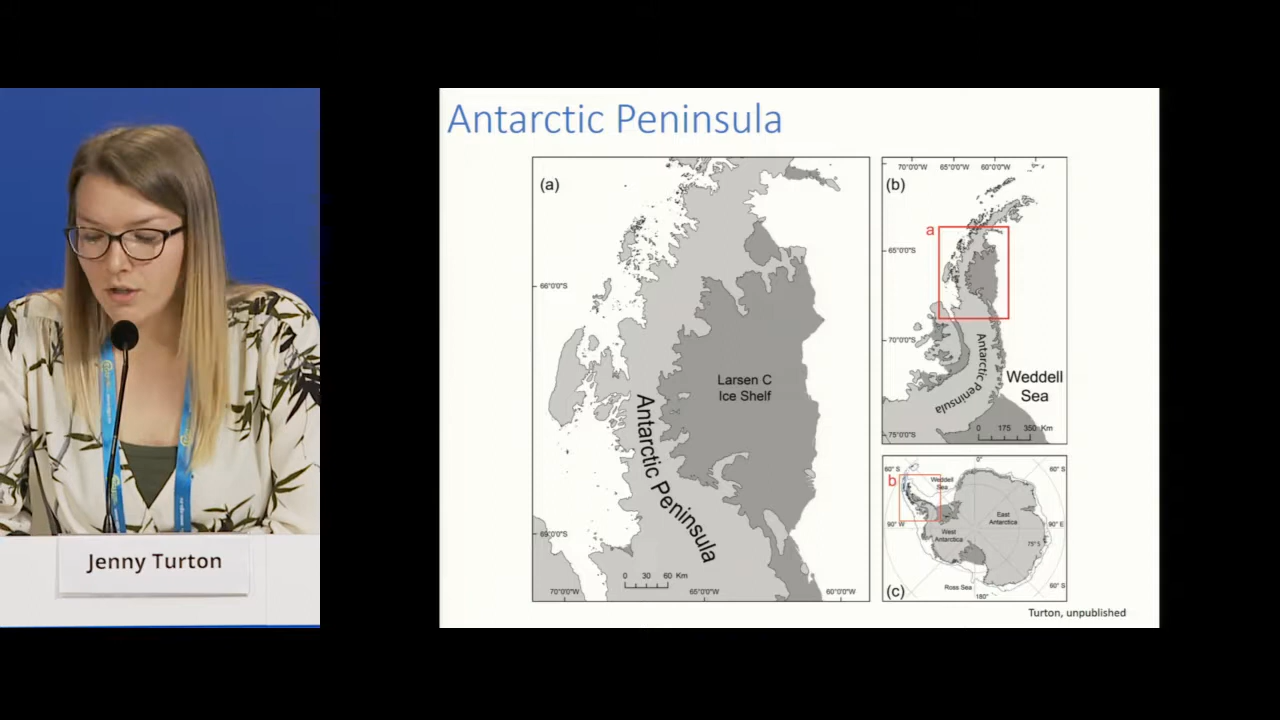 Jenny Turton
Antarctic Peninsula
(a)
66°0'0"S
Larsen C
Ice Shelf
Antarctic Peninsula
0 30 60 Km
70°0'0"W
65°0'0"W
60°0'0"W
70°0'0"W 65°0'0"W 60°0'0"W
(b)
a
65°0'0"S
70°0'0"S
Antarctic Peninsula
Weddell
Sea
0 175 350 Km
75°0'0"S
0°
60° S
60° S
b
Weddell
Sea
East
Antarctica
90° W
90° E
West
Antarctica
75° S
Ross Sea
60° S
180°
(c)
Turton, unpublished